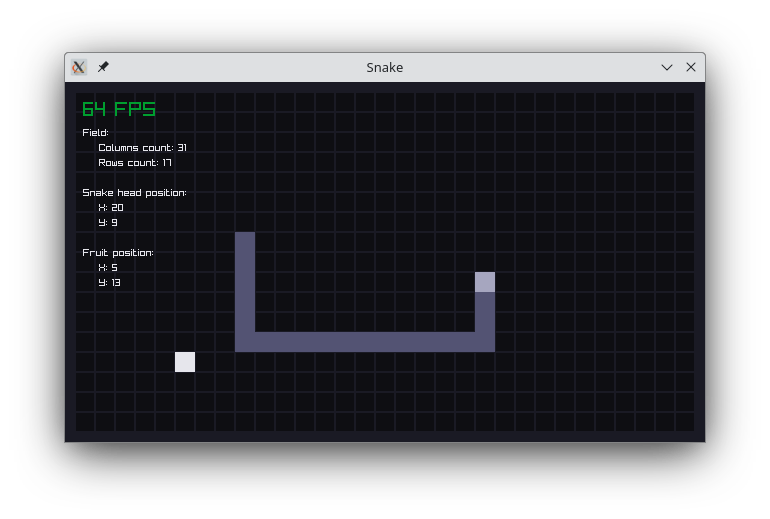 Snake
64 FPS
Field:
Columns count: 31
Rows count: 17
Snake head position:
X: 20
Y: 9
Fruit position:
X: 5
Y: 13